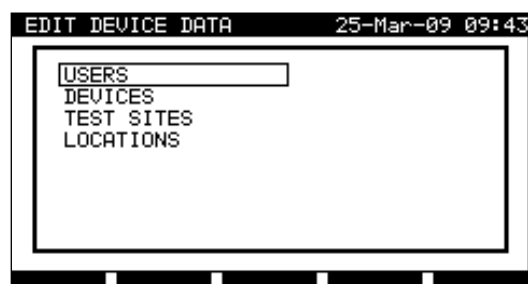 EDIT DEVICE DATA 25-Mar-09 09:43
USERS
DEVICES
TEST SITES
LOCATIONS